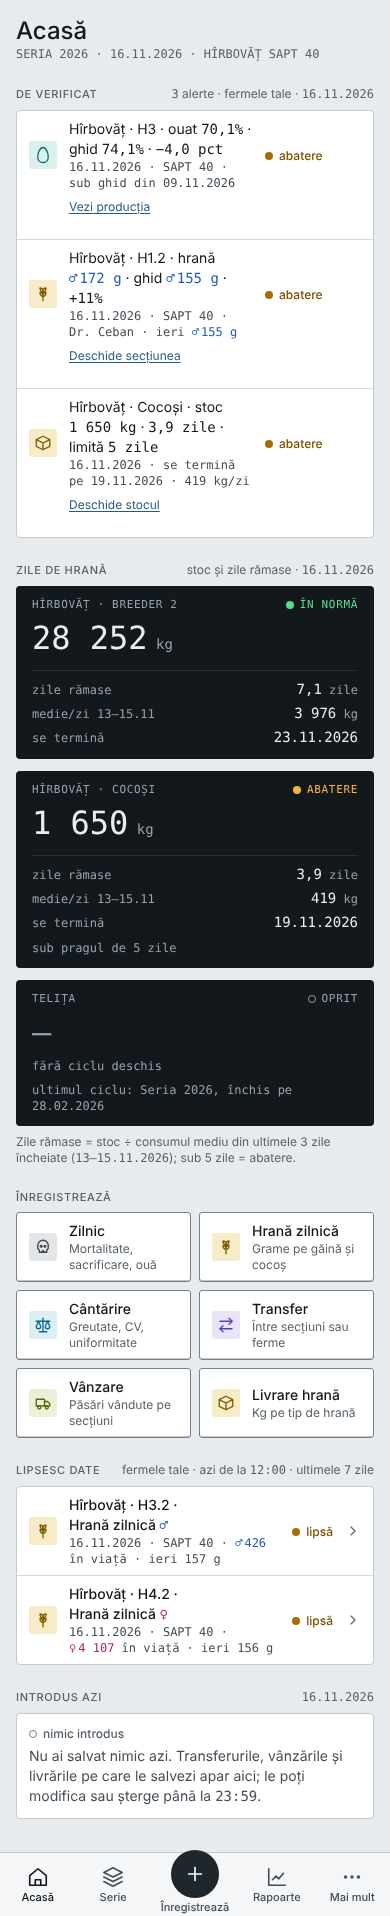 Acasă
SERIA 2026 · 16.11.2026 · HÎRBOVĂȚ SAPT 40
DE VERIFICAT
3 alerte · fermele tale · 16.11.2026
Hîrbovăț · H3 · ouat 70,1% ·
ghid 74,1% · −4,0 pct
16.11.2026 · SAPT 40 ·
sub ghid din 09.11.2026
Vezi producția
abatere
Hîrbovăț · H1.2 · hrană
♂172 g · ghid ♂155 g ·
+11%
16.11.2026 · SAPT 40 ·
Dr. Ceban · ieri ♂155 g
Deschide secțiunea
abatere
Hîrbovăț · Cocoși · stoc
1 650 kg · 3,9 zile ·
limită 5 zile
16.11.2026 · se termină
pe 19.11.2026 · 419 kg/zi
Deschide stocul
abatere
ZILE DE HRANĂ
stoc și zile rămase · 16.11.2026
HÎRBOVĂȚ · BREEDER 2
ÎN NORMĂ
28 252 kg
zile rămase 7,1 zile
medie/zi 13–15.11 3 976 kg
se termină 23.11.2026
HÎRBOVĂȚ · COCOȘI
ABATERE
1 650 kg
zile rămase 3,9 zile
medie/zi 13–15.11 419 kg
se termină 19.11.2026
sub pragul de 5 zile
TELIȚA
OPRIT
—
fără ciclu deschis
ultimul ciclu: Seria 2026, închis pe
28.02.2026
Zile rămase = stoc ÷ consumul mediu din ultimele 3 zile
încheiate (13–15.11.2026); sub 5 zile = abatere.
ÎNREGISTREAZĂ
Zilnic
Mortalitate,
sacrificare, ouă
Hrană zilnică
Grame pe găină și
cocoș
Cântărire
Greutate, CV,
uniformitate
Transfer
Între secțiuni sau
ferme
Vânzare
Păsări vândute pe
secțiuni
Livrare hrană
Kg pe tip de hrană
LIPSESC DATE
fermele tale · azi de la 12:00 · ultimele 7 zile
Hîrbovăț · H3.2 ·
Hrană zilnică ♂
16.11.2026 · SAPT 40 · ♂426
în viață · ieri 157 g
lipsă
Hîrbovăț · H4.2 ·
Hrană zilnică ♀
16.11.2026 · SAPT 40 ·
♀4 107 în viață · ieri 156 g
lipsă
INTRODUS AZI
16.11.2026
nimic introdus
Nu ai salvat nimic azi. Transferurile, vânzările și
livrările pe care le salvezi apar aici; le poți
modifica sau șterge până la 23:59.
Acasă
Serie
Înregistrează
Rapoarte
Mai mult